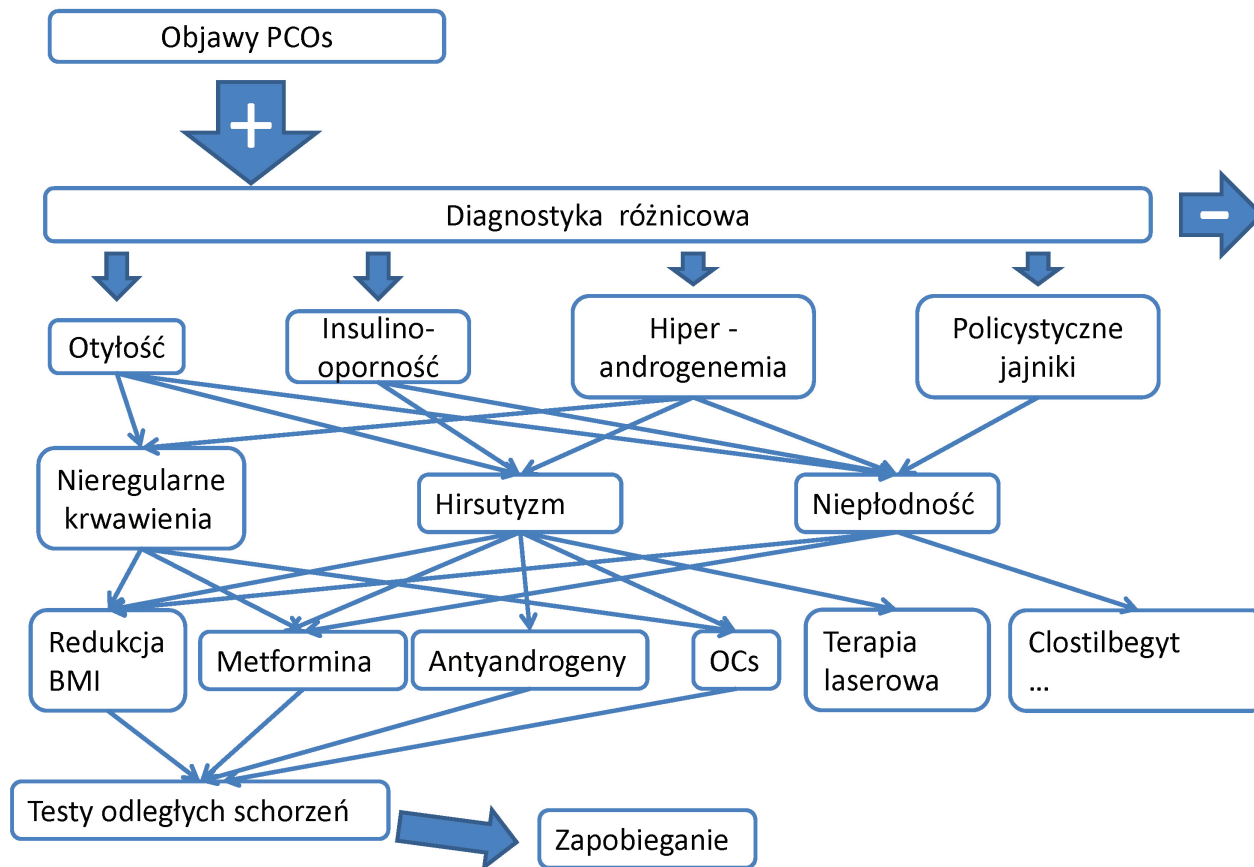 Objawy PCOs
+
Diagnostyka różnicowa
-
Otyłość
Insulino-
oporność
Hiper -
androgenemia
Policystyczne
jajniki
Nieregularne
krwawienia
Hirsutyzm
Niepłodność
Redukcja
BMI
Metformina
Antyandrogeny
OCs
Terapia
laserowa
Clostilbegyt
...
Testy odległych schorzeń
Zapobieganie